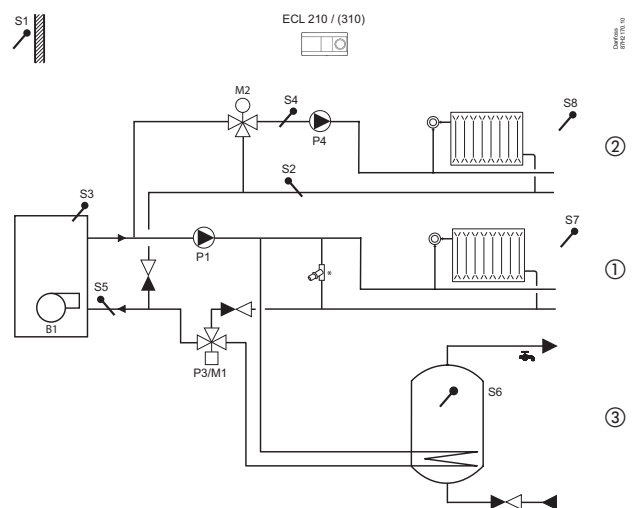 S1
ECL 210 / (310)
Danfoss
87H2170.10
M2
S4
S8
P4
②
S2
S3
S7
P1
①
*
S5
B1
P3/M1
S6
③